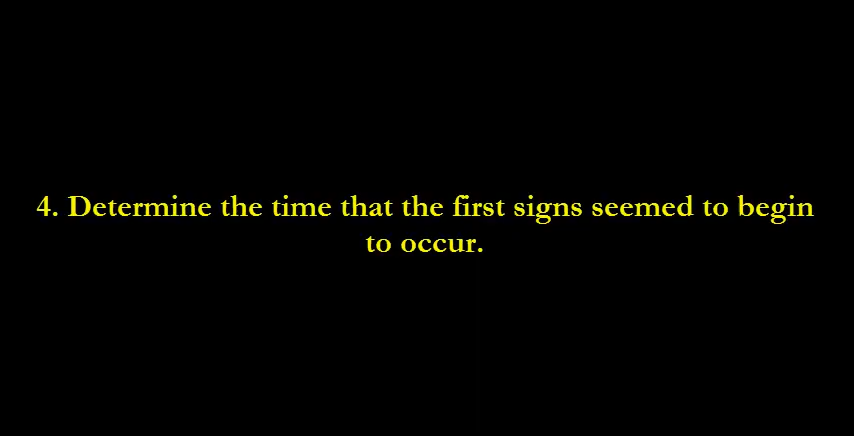 4. Determine the time that the first signs seemed to begin
to occur.